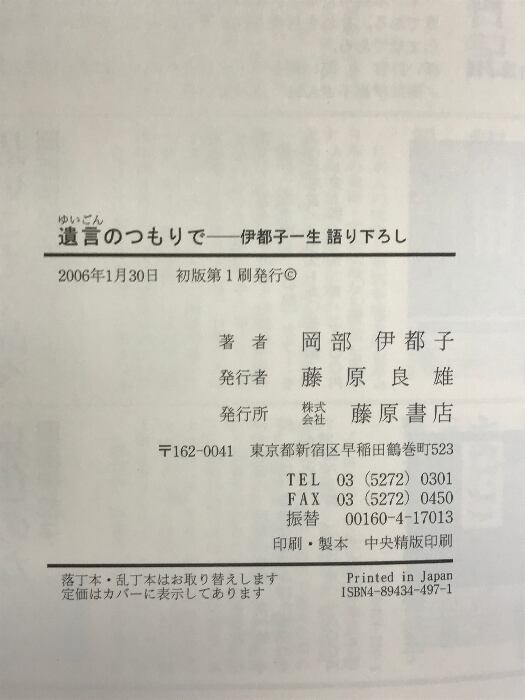 ゆいごん
遺言のつもりで――伊都子一生 語り下ろし
2006年1月30日 初版第1刷発行©
著者 岡部 伊都子
発行者 藤原良雄
発行所 株式会社 藤原書店
〒162-0041 東京都新宿区早稲田鶴巻町523
TEL 03 (5272) 0301
FAX 03 (5272) 0450
振替 00160-4-17013
印刷・製本 中央精版印刷
落丁本・乱丁本はお取り替えします
定価はカバーに表示してあります
Printed in Japan
ISBN4-89434-497-1